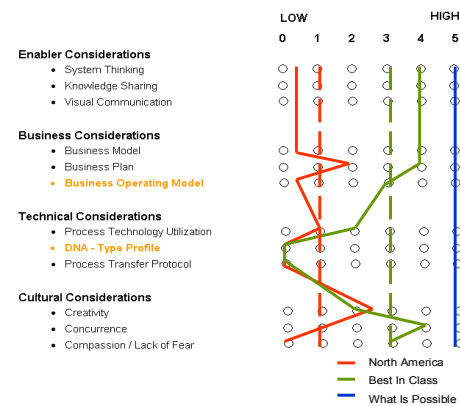 LOW HIGH
0 1 2 3 4 5
Enabler Considerations
System Thinking
Knowledge Sharing
Visual Communication
Business Considerations
Business Model
Business Plan
Business Operating Model
Technical Considerations
Process Technology Utilization
DNA - Type Profile
Process Transfer Protocol
Cultural Considerations
Creativity
Concurrence
Compassion / Lack of Fear
North America
Best In Class
What Is Possible